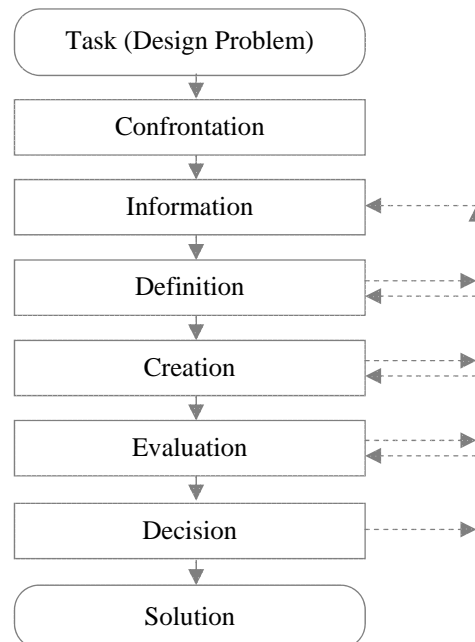 Task (Design Problem)
Confrontation
Information
Definition
Creation
Evaluation
Decision
Solution